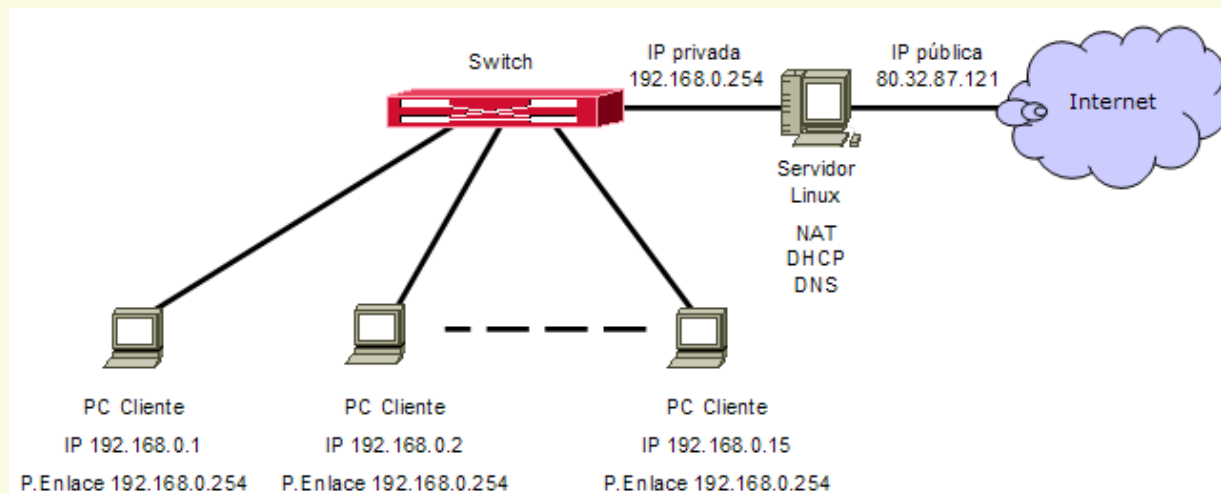 Switch
IP privada
192.168.0.254
IP pública
80.32.87.121
Internet
Servidor
Linux
NAT
DHCP
DNS
PC Cliente
IP 192.168.0.1
P.Enlace 192.168.0.254
PC Cliente
IP 192.168.0.2
P.Enlace 192.168.0.254
PC Cliente
IP 192.168.0.15
P.Enlace 192.168.0.254